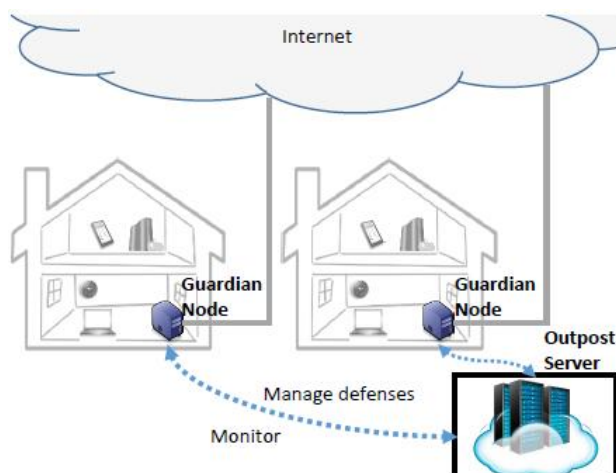 Internet
Guardian
Node
Guardian
Node
Outpost
Server
Manage defenses
Monitor